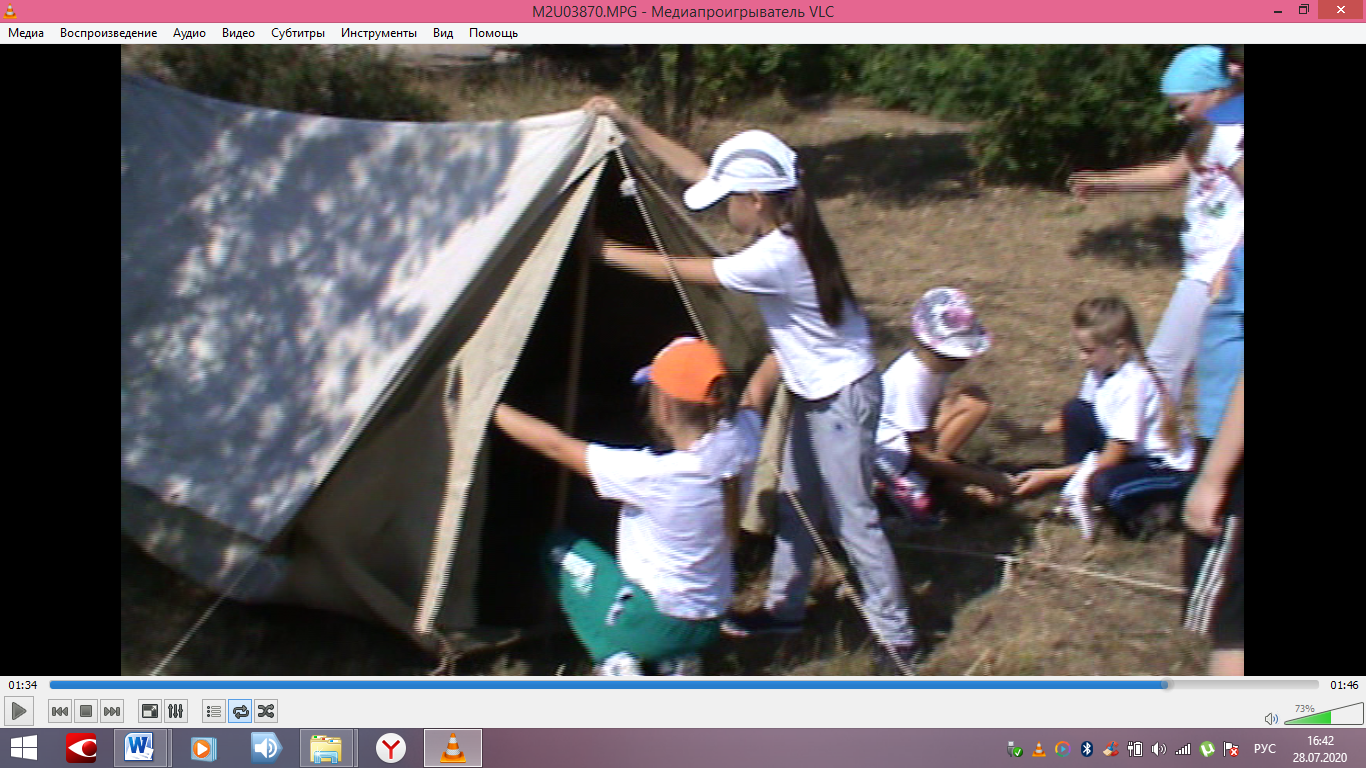 M2U03870.MPG - Медиапроигрыватель VLC
Медиа Воспроизведение Аудио Видео Субтитры Инструменты Вид Помощь
01:34 01:46
73%
РУС 16:42
28.07.2020